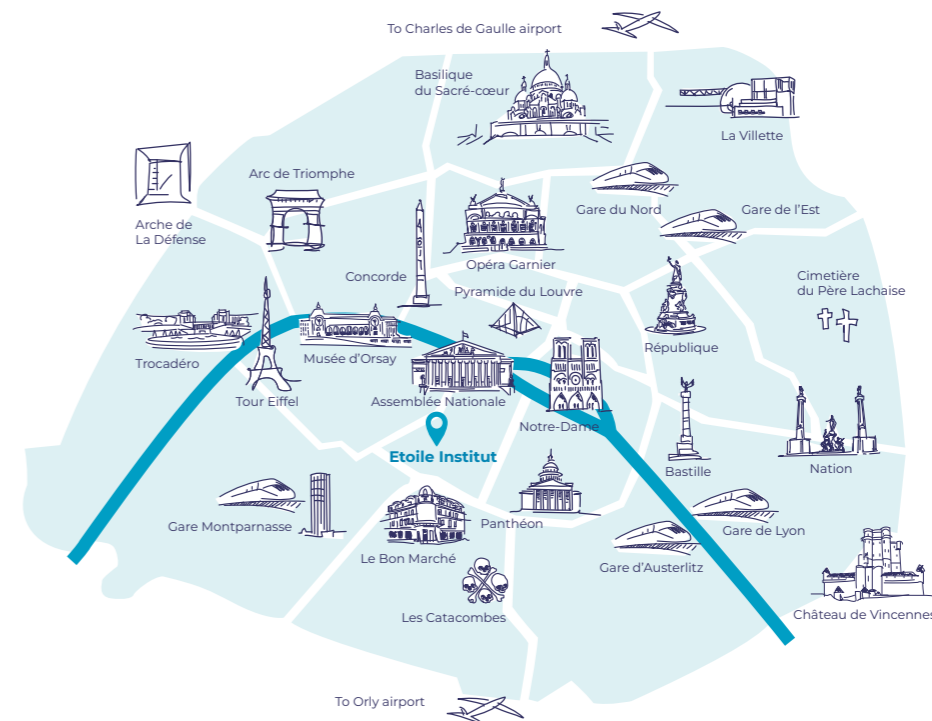 To Charles de Gaulle airport
Basilique
du Sacré-cœur
La Villette
Arc de Triomphe
Arche de
La Défense
Gare du Nord
Gare de l'Est
Opéra Garnier
Concorde
Cimetière
du Père Lachaise
Pyramide du Louvre
République
Trocadéro
Musée d'Orsay
Tour Eiffel
Assemblée Nationale
Notre-Dame
Etoile Institut
Bastille
Nation
Gare Montparnasse
Panthéon
Gare de Lyon
Le Bon Marché
Gare d'Austerlitz
Les Catacombes
Château de Vincennes
To Orly airport